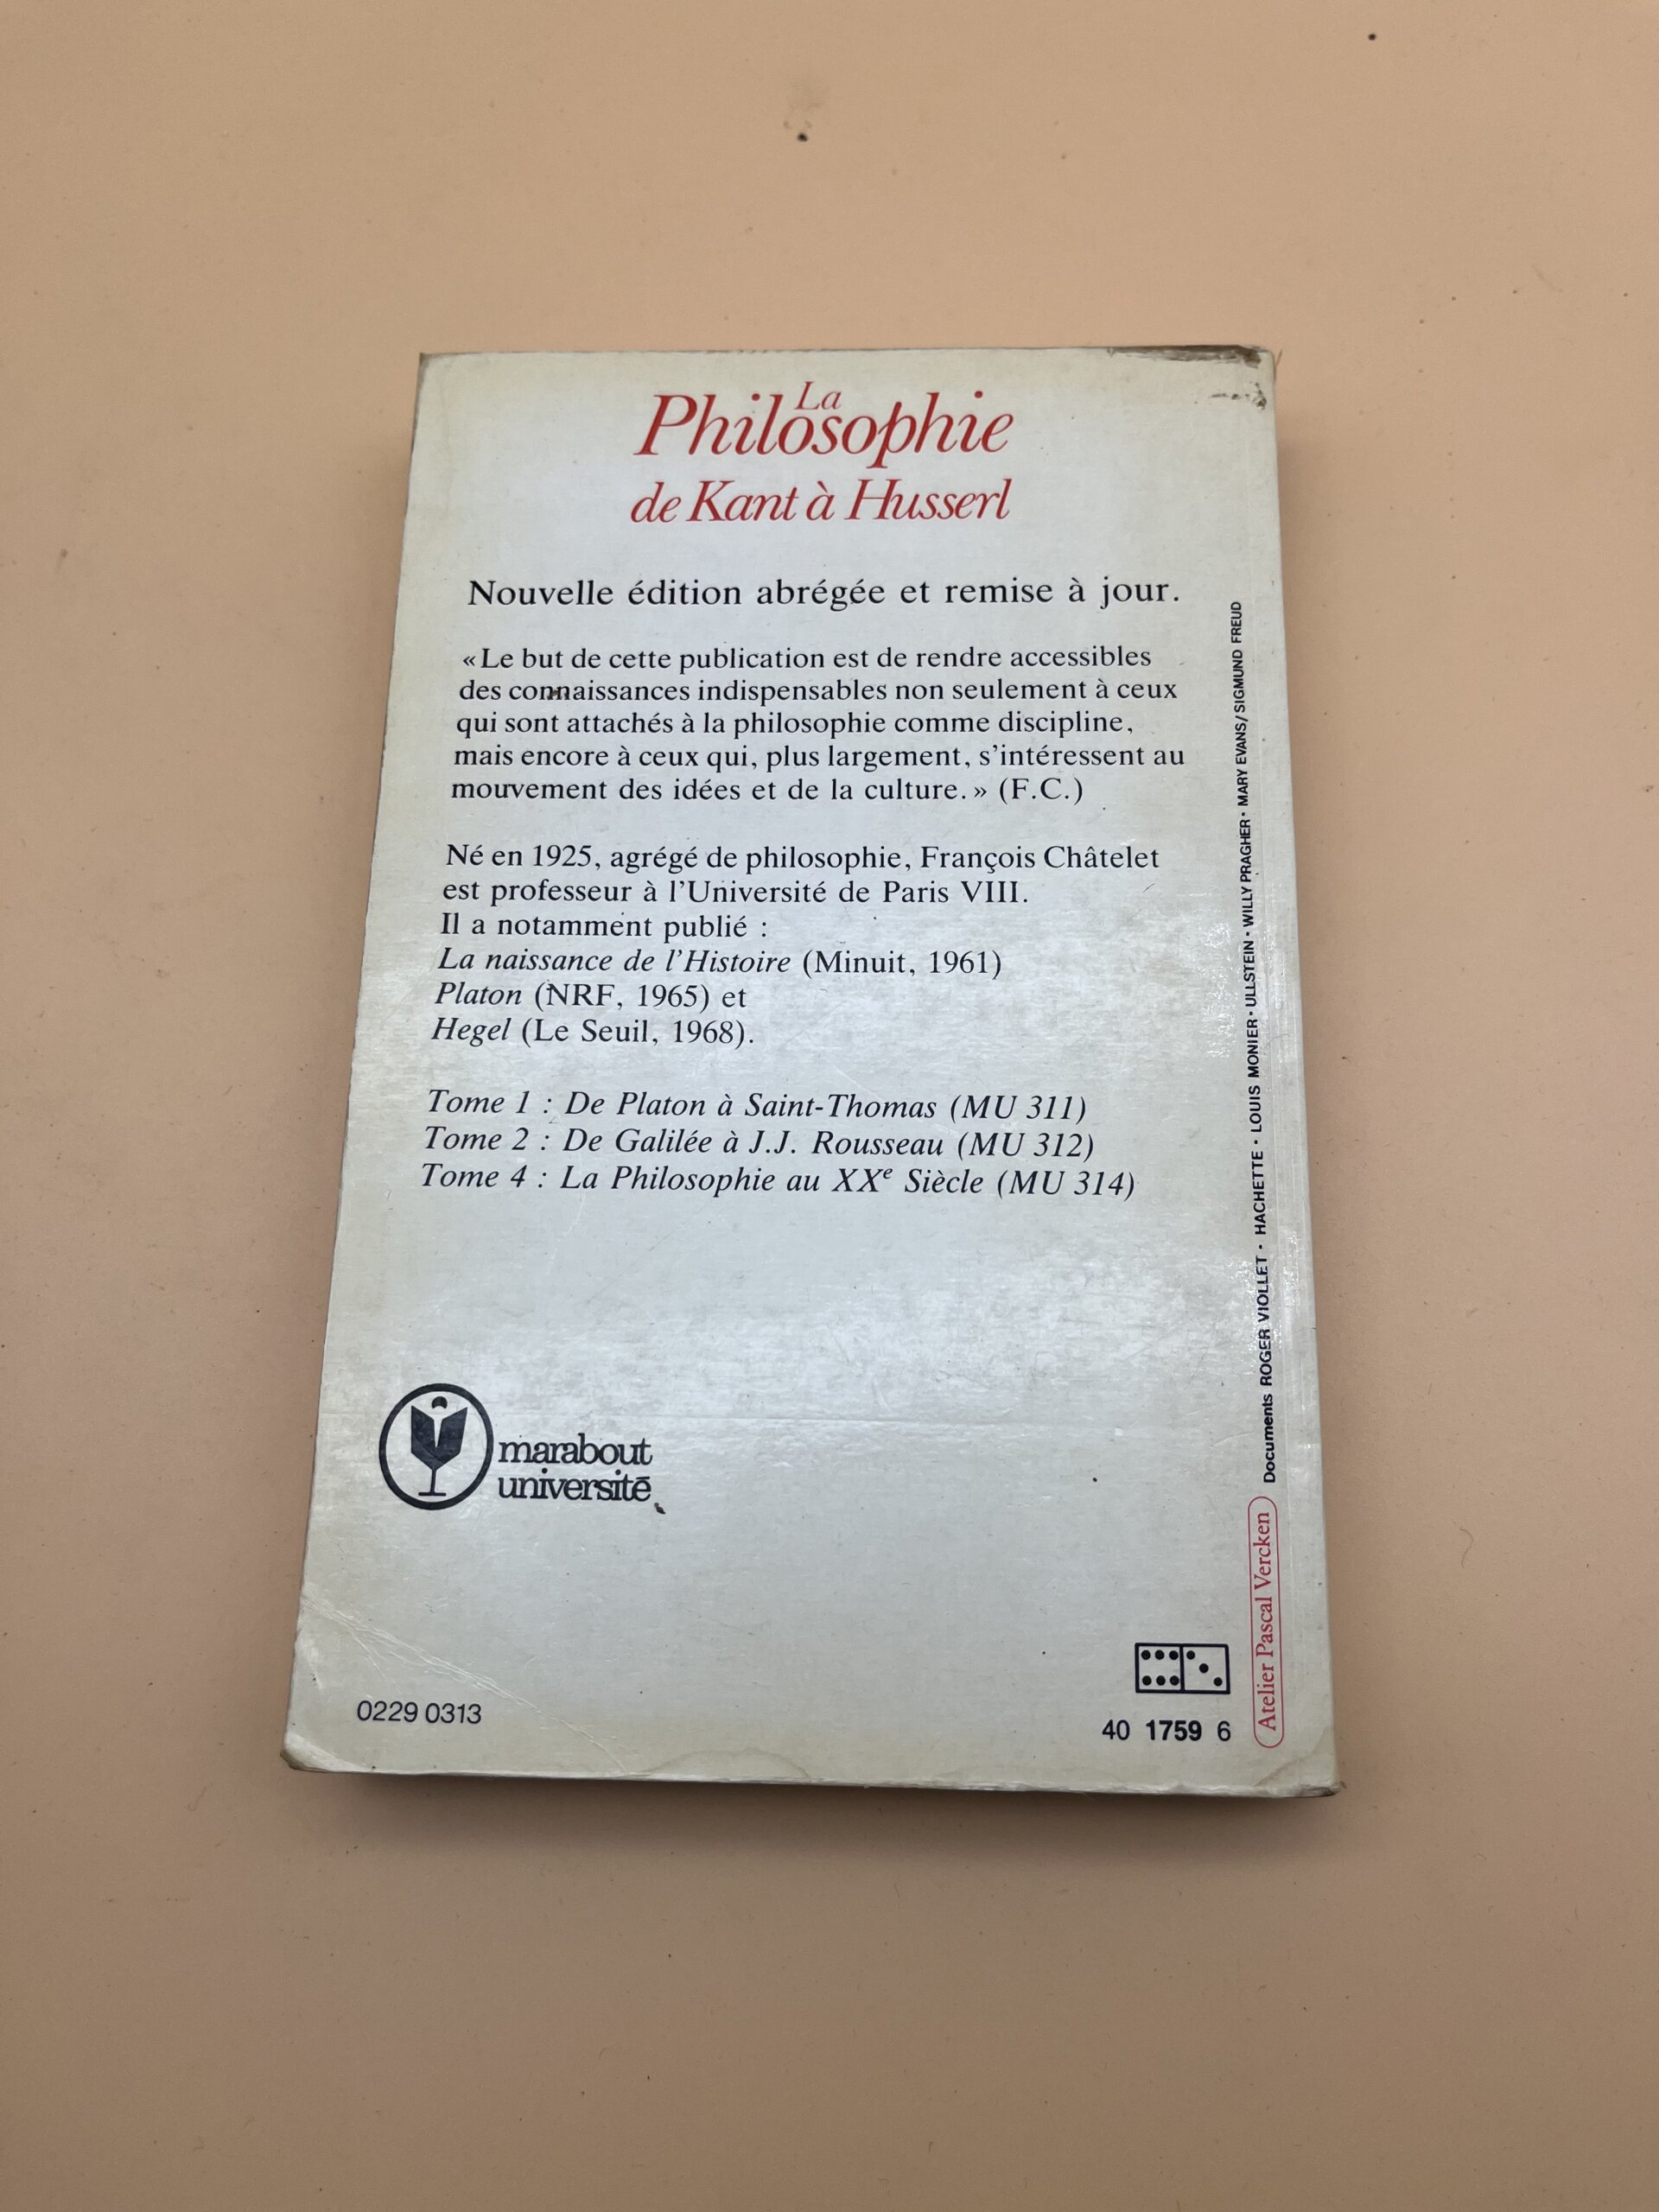 La
Philosophie
de Kant à Husserl
Nouvelle édition abrégée et remise à jour.
«Le but de cette publication est de rendre accessibles
des connaissances indispensables non seulement à ceux
qui sont attachés à la philosophie comme discipline,
mais encore à ceux qui, plus largement, s'intéressent au
mouvement des idées et de la culture.» (F.C.)
Né en 1925, agrégé de philosophie, François Châtelet
est professeur à l'Université de Paris VIII.
Il a notamment publié :
La naissance de l'Histoire (Minuit, 1961)
Platon (NRF, 1965) et
Hegel (Le Seuil, 1968).
Tome 1 : De Platon à Saint-Thomas (MU 311)
Tome 2 : De Galilée à J.J. Rousseau (MU 312)
Tome 4 : La Philosophie au XXe Siècle (MU 314)
marabout
université
0229 0313
40 1759 6
Atelier Pascal Vercken
Documents ROGER VIOLLET • HACHETTE • LOUIS MONIER • ULLSTEIN • WILLY PRAGHER • MARY EVANS/SIGMUND FREUD